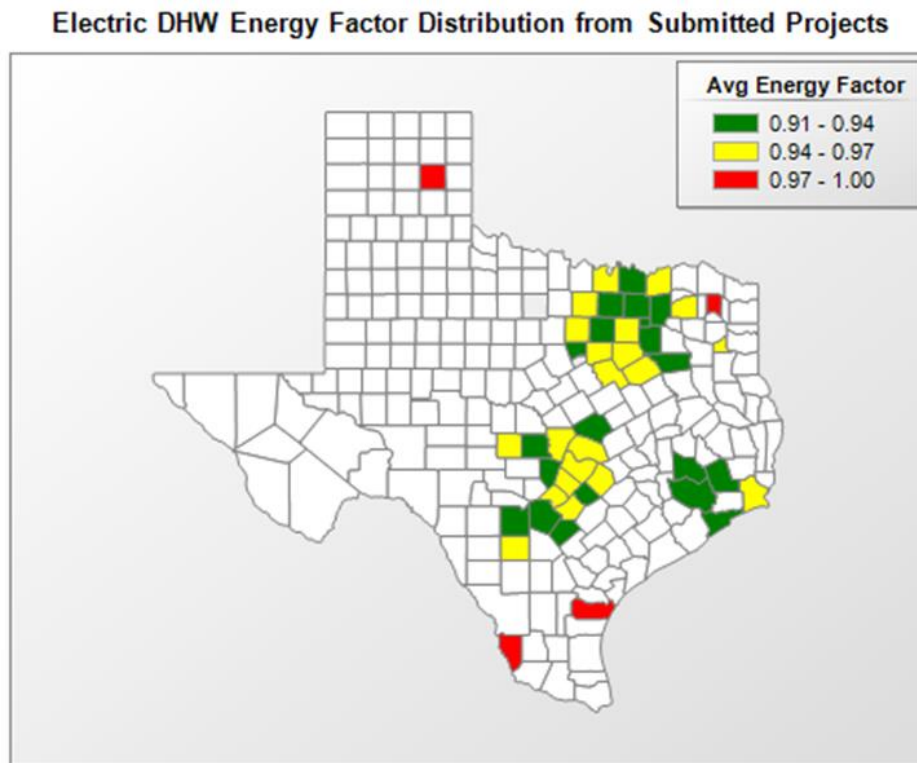 Electric DHW Energy Factor Distribution from Submitted Projects
Avg Energy Factor
0.91 - 0.94
0.94 - 0.97
0.97 - 1.00